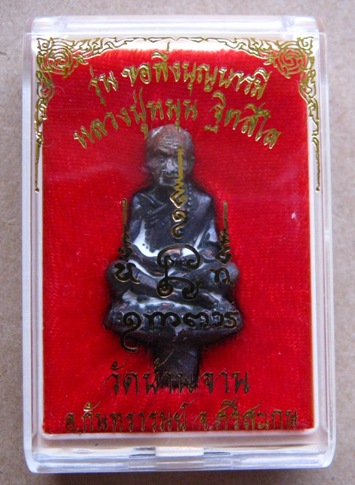 รุ่น ขอพึ่งบุญบารมี
หลวงปู่หมุน ฐิตสีโล
วัดบ้านจาน
อ.กันทรารมย์ จ.ศรีสะเกษ